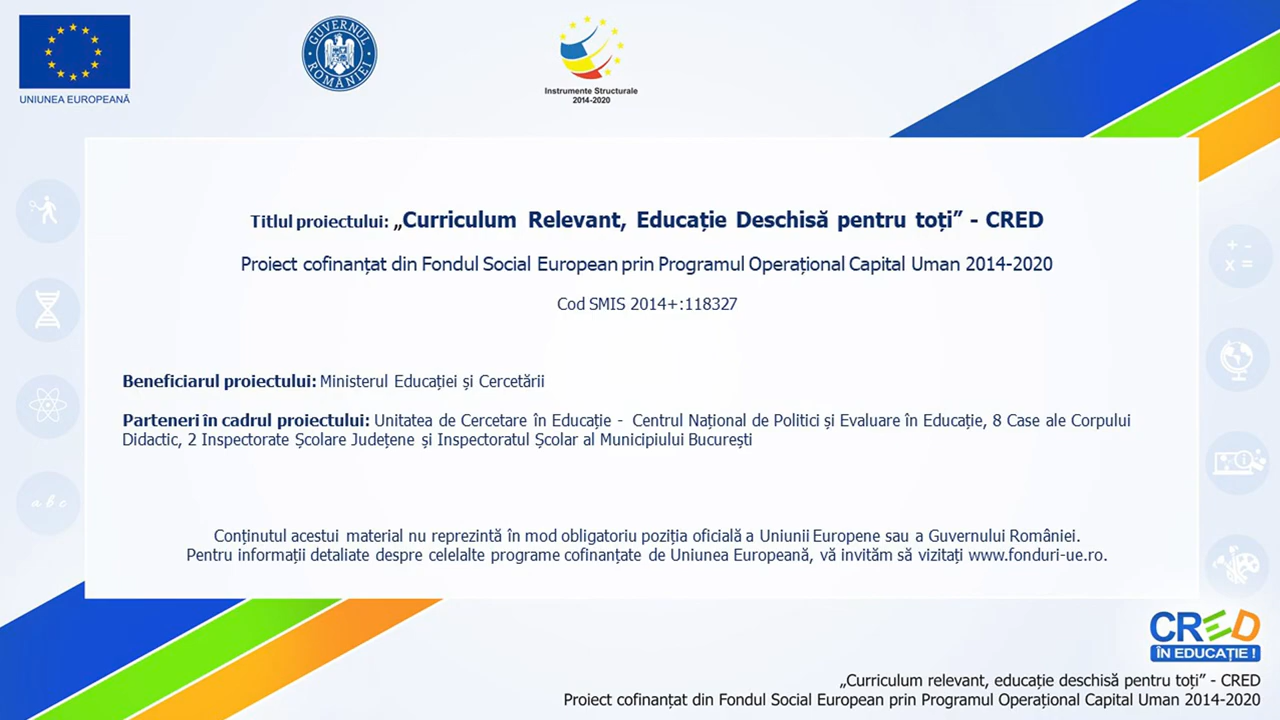 UNIUNEA EUROPEANĂ
GUVERNUL ROMÂNIEI
Instrumente Structurale
2014-2020
Titlul proiectului: „Curriculum Relevant, Educație Deschisă pentru toți” - CRED
Proiect cofinanțat din Fondul Social European prin Programul Operațional Capital Uman 2014-2020
Cod SMIS 2014+:118327
Beneficiarul proiectului: Ministerul Educației și Cercetării
Parteneri în cadrul proiectului: Unitatea de Cercetare în Educație - Centrul Național de Politici și Evaluare în Educație, 8 Case ale Corpului
Didactic, 2 Inspectorate Școlare Județene și Inspectoratul Școlar al Municipiului București
a b c
Conținutul acestui material nu reprezintă în mod obligatoriu poziția oficială a Uniunii Europene sau a Guvernului României.
Pentru informații detaliate despre celelalte programe cofinanțate de Uniunea Europeană, vă invităm să vizitați www.fonduri-ue.ro.
CRED
ÎN EDUCAȚIE !
„Curriculum relevant, educație deschisă pentru toți” - CRED
Proiect cofinanțat din Fondul Social European prin Programul Operațional Capital Uman 2014-2020